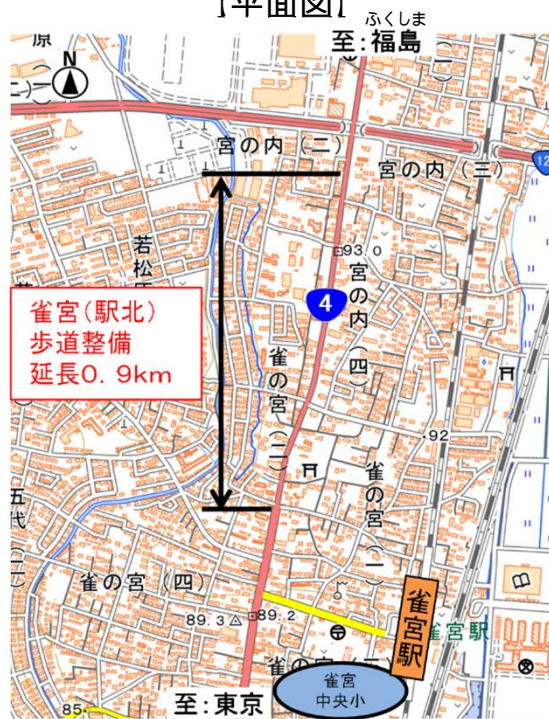 【平面図】
ふくしま
至:福島
原
N
宮の内(二)
宮の内(三)
12
93.0
若松原
4
宮の内(四)
雀宮(駅北)
歩道整備
延長0.9km
雀の宮(二)
92
雀の宮(一)
五代
雀の宮(四)
89.3
89.2
雀宮駅
雀宮駅
雀宮
中央小
85
至:東京